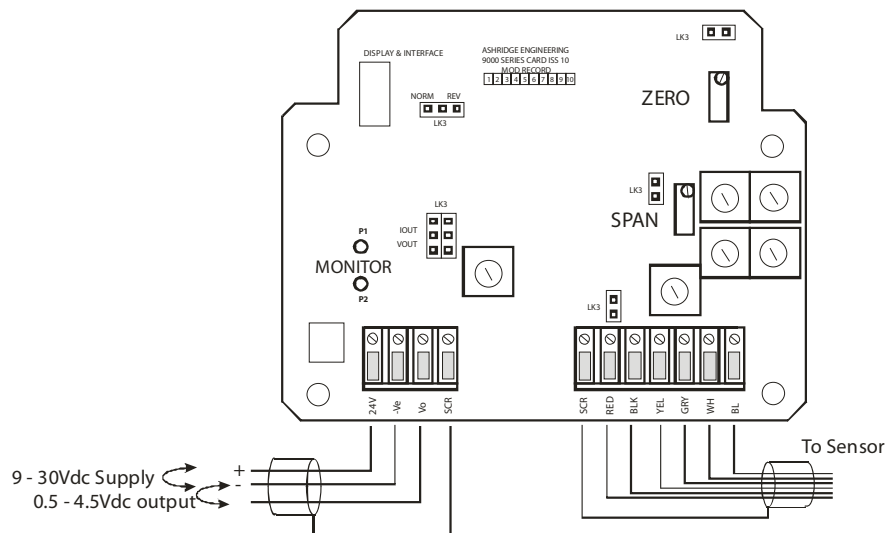 LK3
DISPLAY & INTERFACE
ASHRIDGE ENGINEERING
9000 SERIES CARD ISS 10
MOD RECORD
1 2 3 4 5 6 7 8 9 10
ZERO
NORM REV
LK3
LK3
SPAN
LK3
P1
IOUT
VOUT
MONITOR
P2
LK3
24V
-Ve
Vo
SCR
SCR
RED
BLK
YEL
GRY
WH
BL
To Sensor
9 - 30Vdc Supply
+
-
0.5 - 4.5Vdc output